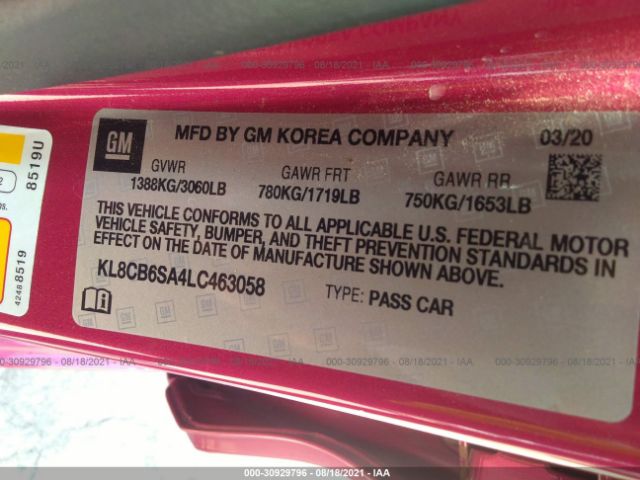 GM
MFD BY GM KOREA COMPANY 03/20
GVWR GAWR FRT GAWR RR
1388KG/3060LB 780KG/1719LB 750KG/1653LB
THIS VEHICLE CONFORMS TO ALL APPLICABLE U.S. FEDERAL MOTOR
VEHICLE SAFETY, BUMPER, AND THEFT PREVENTION STANDARDS IN
EFFECT ON THE DATE OF MANUFACTURE SHOWN ABOVE.
KL8CB6SA4LC463058 TYPE: PASS CAR
8519U
2
4248 8519
000-30929796 - 08/18/2021 - IAA